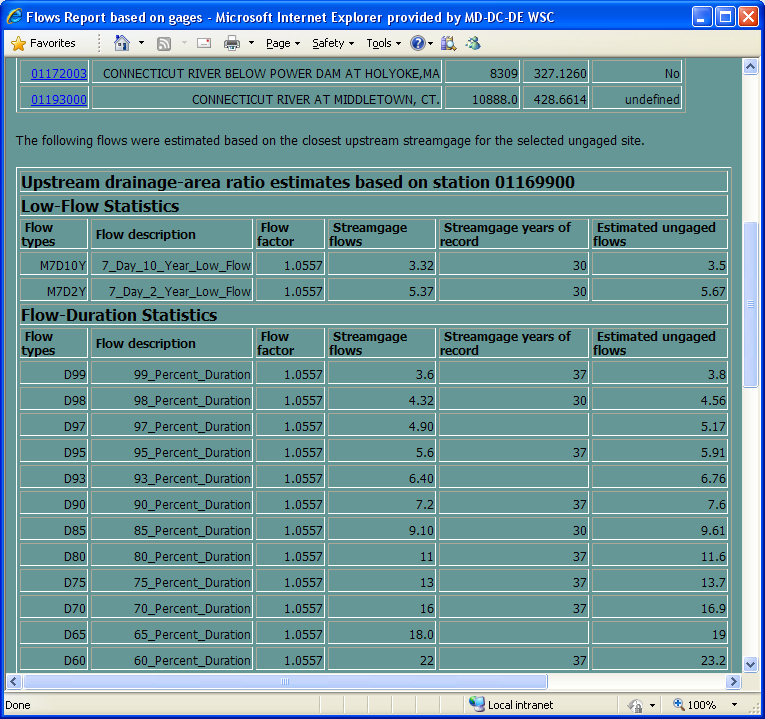 Flows Report based on gages - Microsoft Internet Explorer provided by MD-DC-DE WSC
Favorites Page Safety Tools
01172003 CONNECTICUT RIVER BELOW POWER DAM AT HOLYOKE,MA 8309 327.1260 No
01193000 CONNECTICUT RIVER AT MIDDLETOWN, CT. 10888.0 428.6614 undefined
The following flows were estimated based on the closest upstream streamgage for the selected ungaged site.
Upstream drainage-area ratio estimates based on station 01169900
Low-Flow Statistics
Flow types Flow description Flow factor Streamgage flows Streamgage years of record Estimated ungaged flows
M7D10Y 7_Day_10_Year_Low_Flow 1.0557 3.32 30 3.5
M7D2Y 7_Day_2_Year_Low_Flow 1.0557 5.37 30 5.67
Flow-Duration Statistics
Flow types Flow description Flow factor Streamgage flows Streamgage years of record Estimated ungaged flows
D99 99_Percent_Duration 1.0557 3.6 37 3.8
D98 98_Percent_Duration 1.0557 4.32 30 4.56
D97 97_Percent_Duration 1.0557 4.90 5.17
D95 95_Percent_Duration 1.0557 5.6 37 5.91
D93 93_Percent_Duration 1.0557 6.40 6.76
D90 90_Percent_Duration 1.0557 7.2 37 7.6
D85 85_Percent_Duration 1.0557 9.10 30 9.61
D80 80_Percent_Duration 1.0557 11 37 11.6
D75 75_Percent_Duration 1.0557 13 37 13.7
D70 70_Percent_Duration 1.0557 16 37 16.9
D65 65_Percent_Duration 1.0557 18.0 19
D60 60_Percent_Duration 1.0557 22 37 23.2
Done Local intranet 100%